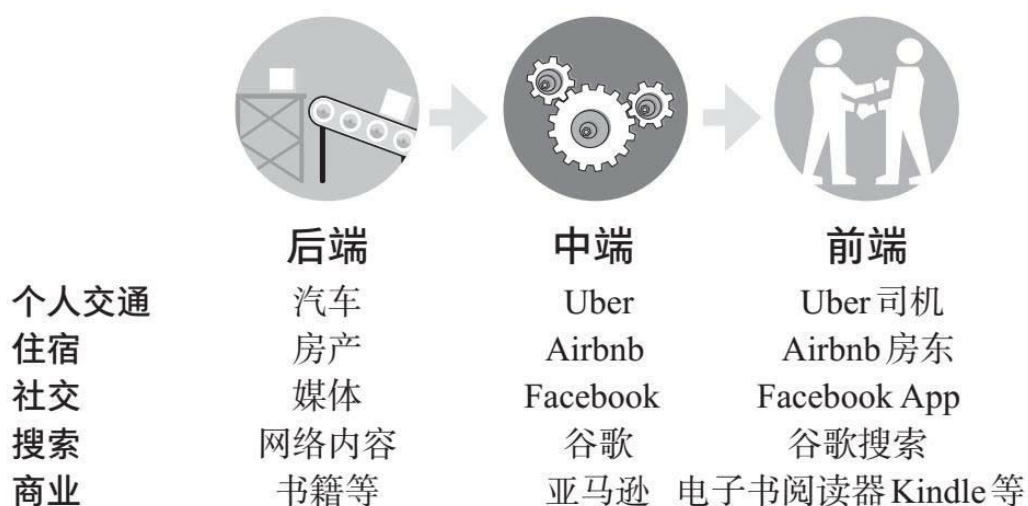 后端 中端 前端
个人交通 汽车 Uber Uber司机
住宿 房产 Airbnb Airbnb房东
社交 媒体 Facebook Facebook App
搜索 网络内容 谷歌 谷歌搜索
商业 书籍等 亚马逊 电子书阅读器Kindle等